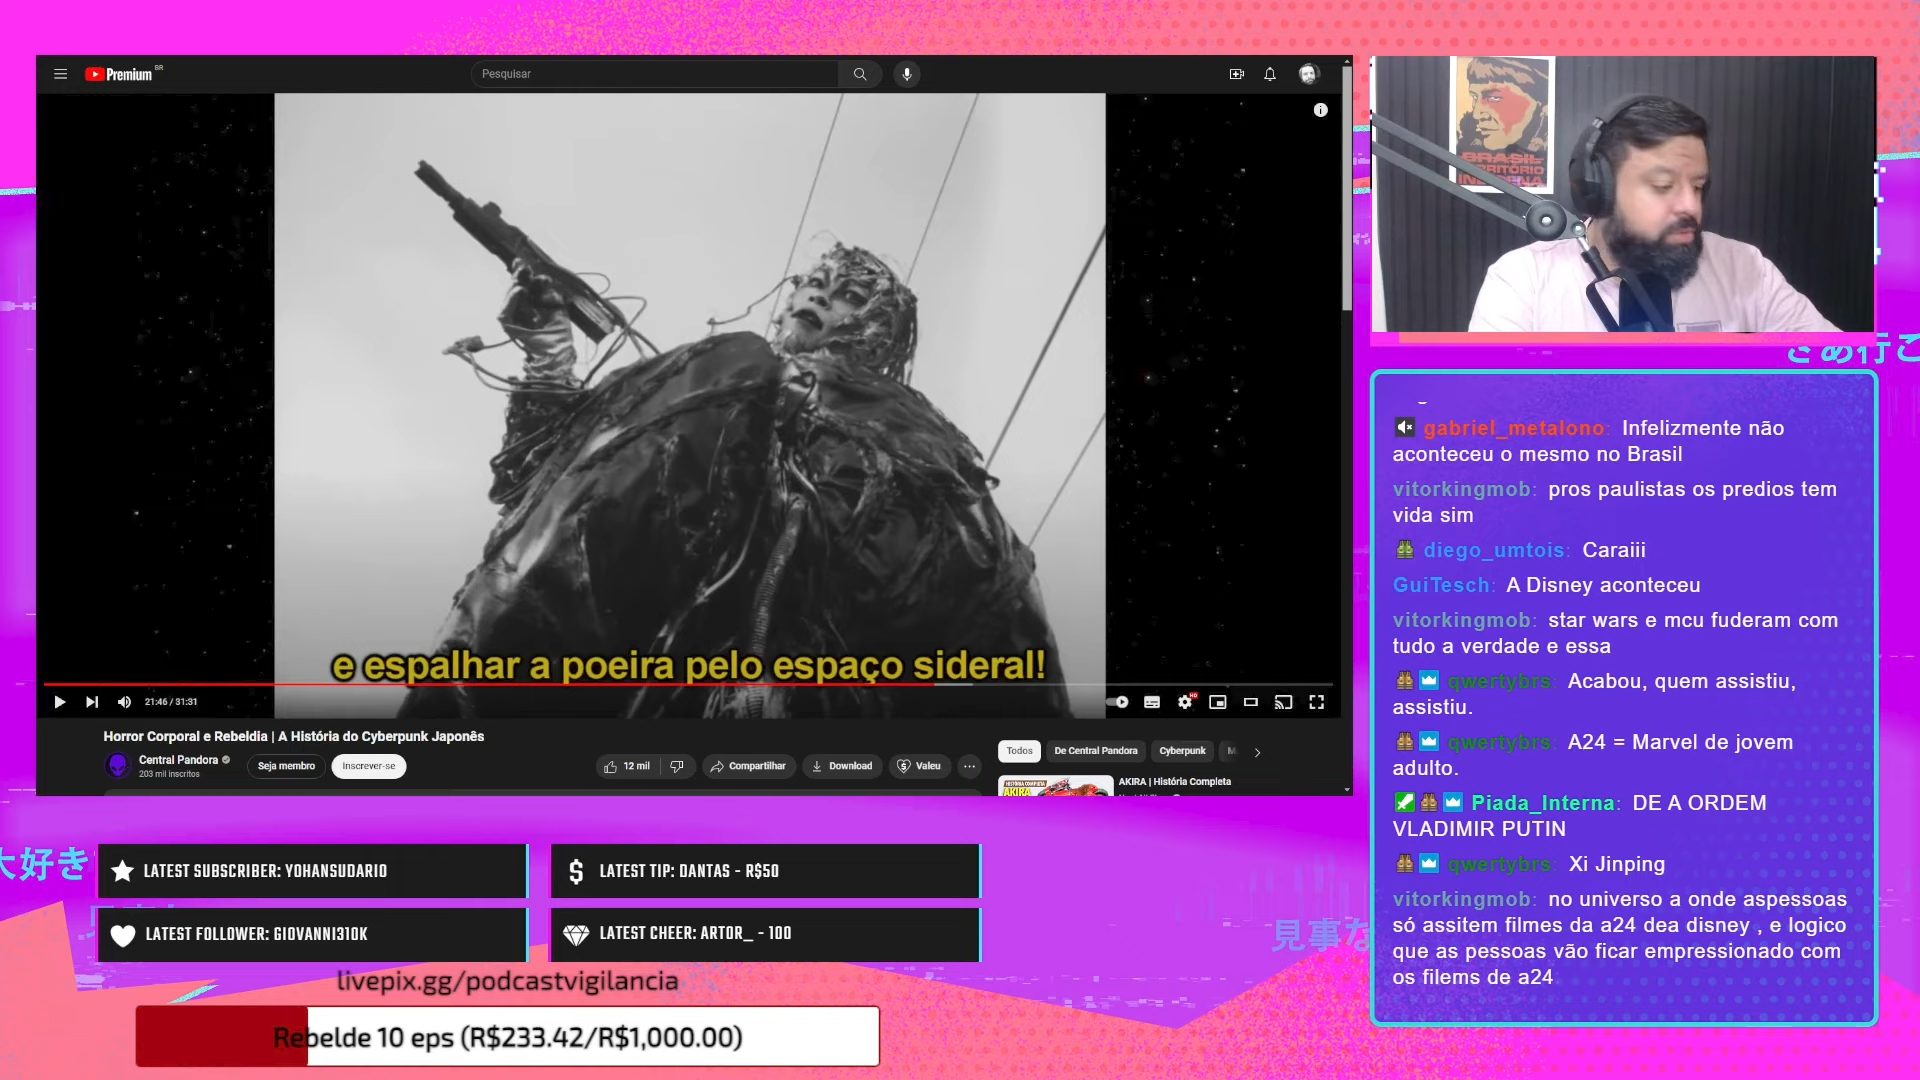 Premium BR
Pesquisar
BRASIL
TERRITÓRIO
INDÍGENA
e espalhar a poeira pelo espaço sideral!
21:46 / 31:31
Horror Corporal e Rebeldia | A História do Cyberpunk Japonês
Central Pandora
203 mil inscritos
Seja membro
Inscrever-se
12 mil
Compartilhar
Download
Valeu
Todos
De Central Pandora
Cyberpunk
HISTÓRIA COMPLETA
AKIRA
AKIRA | História Completa
gabriel_metalono: Infelizmente não
aconteceu o mesmo no Brasil
vitorkingmob: pros paulistas os predios tem
vida sim
diego_umtois: Caraiii
GuiTesch: A Disney aconteceu
vitorkingmob: star wars e mcu fuderam com
tudo a verdade e essa
qwertybrs: Acabou, quem assistiu,
assistiu.
qwertybrs: A24 = Marvel de jovem
adulto.
Piada_Interna: DE A ORDEM
VLADIMIR PUTIN
qwertybrs: Xi Jinping
vitorkingmob: no universo a onde aspessoas
só assitem filmes da a24 dea disney , e logico
que as pessoas vão ficar empressionado com
os filems de a24
大好き
見事な
LATEST SUBSCRIBER: YOHANSUDARIO
LATEST TIP: DANTAS - R$50
LATEST FOLLOWER: GIOVANNI310K
LATEST CHEER: ARTOR_ - 100
livepix.gg/podcastvigilancia
Rebelde 10 eps (R$233.42/R$1,000.00)